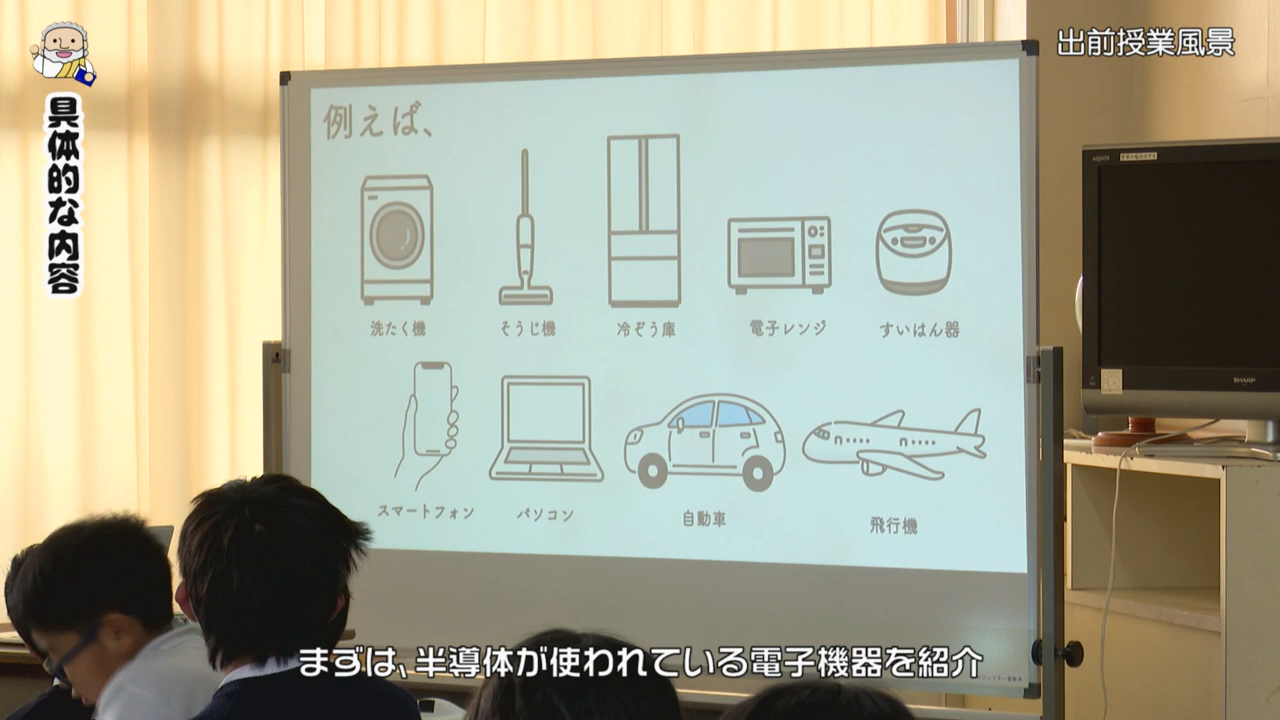 出前授業風景
具体的な内容
例えば、
洗たく機
そうじ機
冷ぞう庫
電子レンジ
すいはん器
スマートフォン
パソコン
自動車
飛行機
AQUOS
SHARP
まずは、半導体が使われている電子機器を紹介